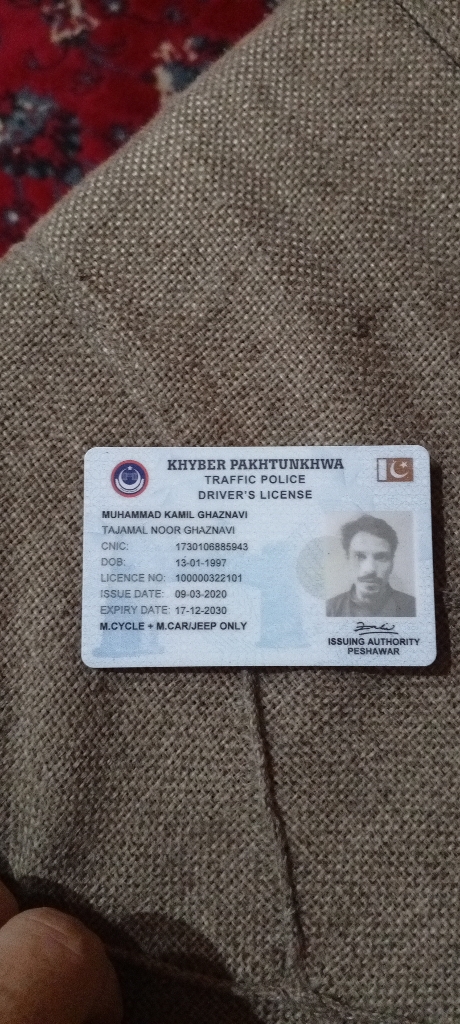 KHYBER PAKHTUNKHWA
TRAFFIC POLICE
DRIVER'S LICENSE
MUHAMMAD KAMIL GHAZNAVI
TAJAMAL NOOR GHAZNAVI
CNIC: 1730106885943
DOB: 13-01-1997
LICENCE NO: 100000322101
ISSUE DATE: 09-03-2020
EXPIRY DATE: 17-12-2030
M.CYCLE + M.CAR/JEEP ONLY
ISSUING AUTHORITY
PESHAWAR